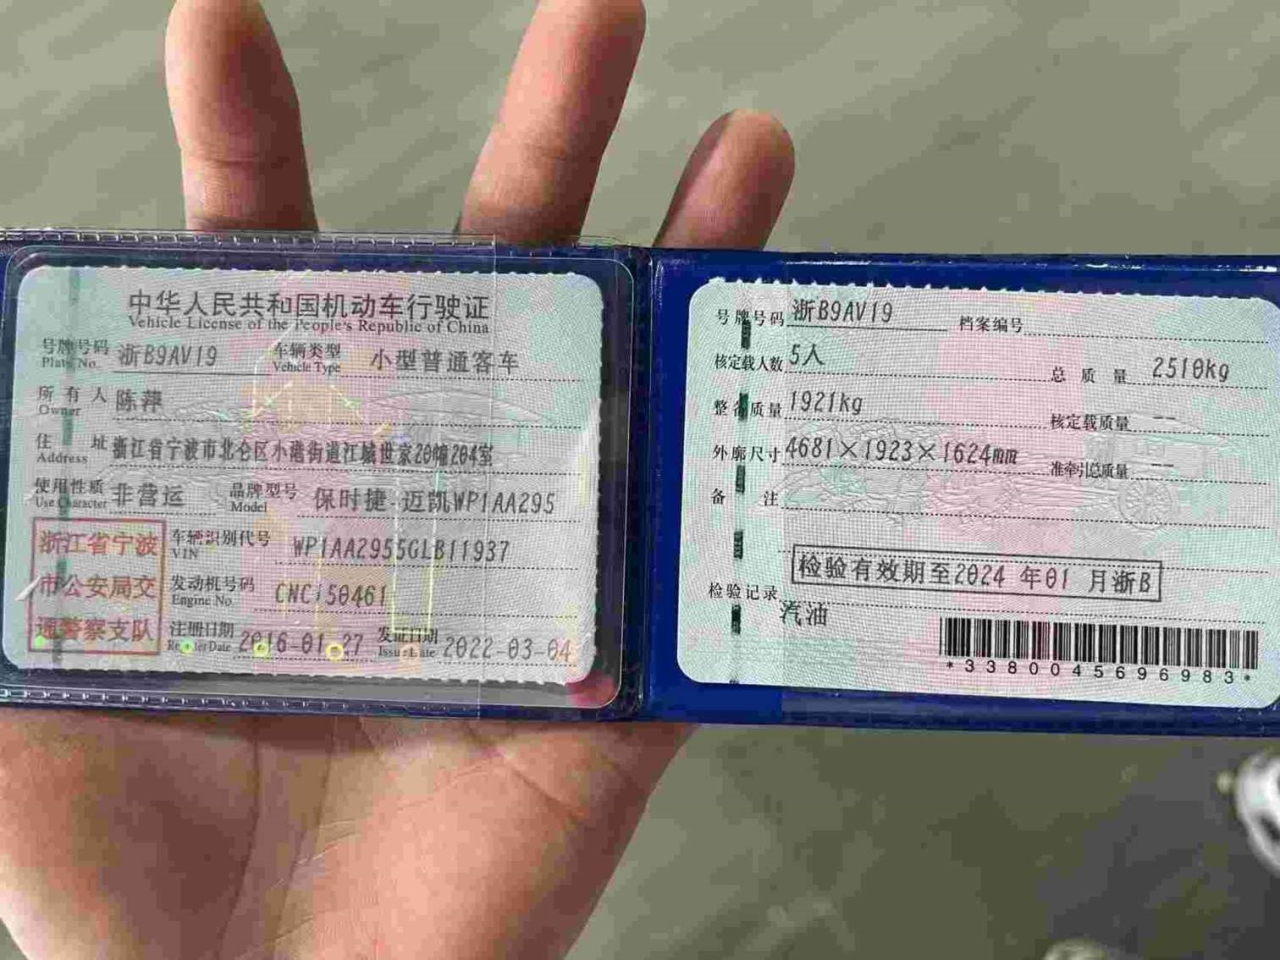 中华人民共和国机动车行驶证
Vehicle License of the People's Republic of China
号牌号码 浙B9AV19 车辆类型 小型普通客车
Plate No. Vehicle Type
所有人 陈萍
Owner
住址 浙江省宁波市北仑区小港街道江城世家20幢204室
Address
使用性质 非营运 品牌型号 保时捷·迈凯WP1AA295
Use Character Model
浙江省宁波
市公安局交
通警察支队
车辆识别代号 WP1AA2955GLB11937
VIN
发动机号码 CNC150461
Engine No.
注册日期 2016-01-27 发证日期 2022-03-04
Register Date Issue Date
号牌号码 浙B9AV19 档案编号
核定载人数 5人 总质量 2510kg
整备质量 1921kg 核定载质量 --
外廓尺寸 4681×1923×1624mm 准牵引总质量 --
备注
检验有效期至2024 年01 月浙B
检验记录
汽油
*3380045696983*